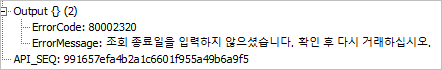 Output {} (2)
ErrorCode: 80002320
ErrorMessage: 조회 종료일을 입력하지 않으셨습니다. 확인 후 다시 거래하십시오.
API_SEQ: 991657efa4b2a1c6601f955a49b6a9f5